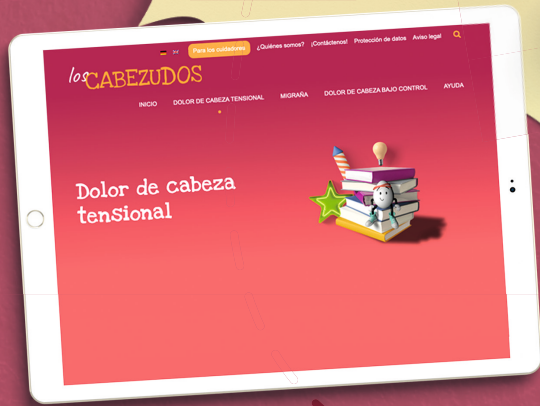 Para los cuidadores ¿Quiénes somos? ¡Contáctenos! Protección de datos Aviso legal
los CABEZUDOS
INICIO DOLOR DE CABEZA TENSIONAL MIGRAÑA DOLOR DE CABEZA BAJO CONTROL AYUDA
Dolor de cabeza
tensional